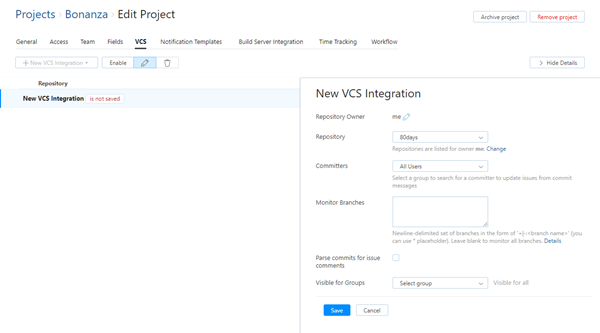 Projects › Bonanza › Edit Project
Archive project
Remove project
General Access Team Fields VCS Notification Templates Build Server Integration Time Tracking Workflow
+ New VCS Integration
Enable
Hide Details
Repository
New VCS Integration is not saved
New VCS Integration
Repository Owner me
Repository 80days
Repositories are listed for owner me. Change
Committers All Users
Select a group to search for a committer to update issues from commit
messages
Monitor Branches
Newline-delimited set of branches in the form of '+|-:<branch name>' (you
can use * placeholder). Leave blank to monitor all branches. Details
Parse commits for issue
comments
Visible for Groups Select group Visible for all
Save Cancel